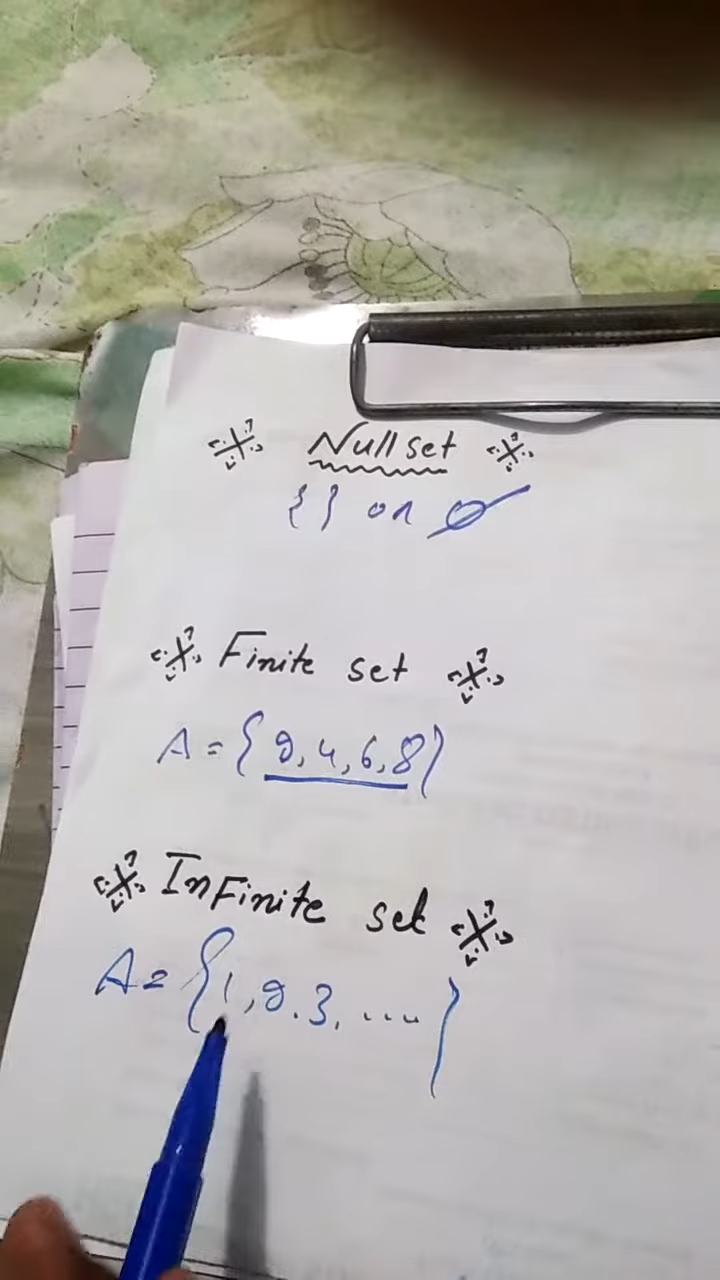 Null set
{ } or ∅
Finite set
A = { 2, 4, 6, 8 }
InFinite set
A = { 1, 2. 3, .... }